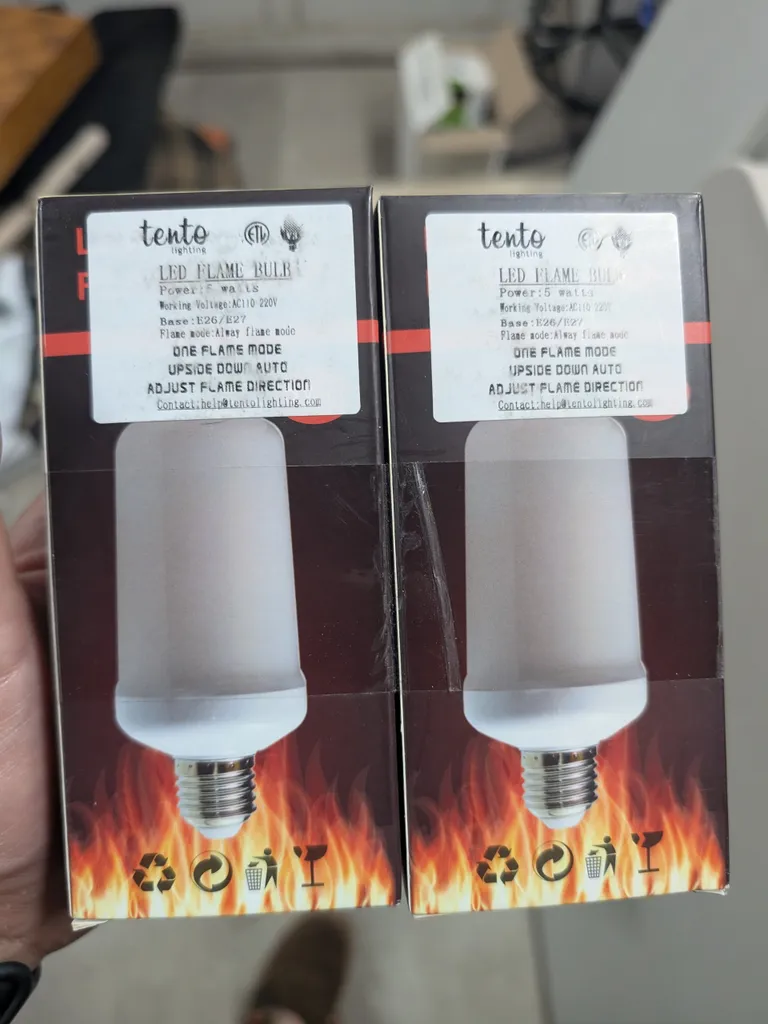 tento
lighting
ETL
LED FLAME BULB
Power:5 watts
Working Voltage:AC110-220V
Base:E26/E27
Flame mode:Alway flame mode
ONE FLAME MODE
UPSIDE DOWN AUTO
ADJUST FLAME DIRECTION
Contact:help@tentolighting.com
tento
lighting
ETL
LED FLAME BULB
Power:5 watts
Working Voltage:AC110-220V
Base:E26/E27
Flame mode:Alway flame mode
ONE FLAME MODE
UPSIDE DOWN AUTO
ADJUST FLAME DIRECTION
Contact:help@tentolighting.com